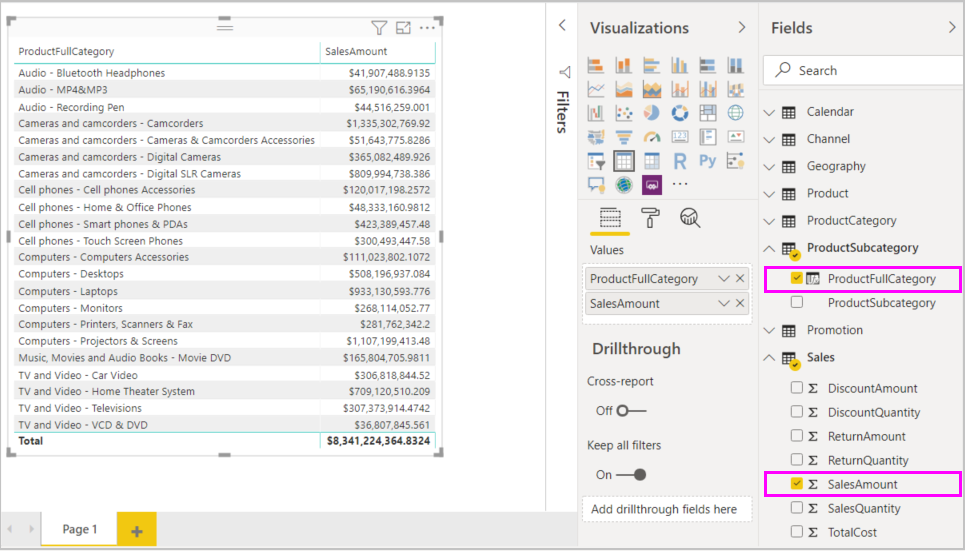 ProductFullCategory SalesAmount
Audio - Bluetooth Headphones $41,907,488.9135
Audio - MP4&MP3 $65,190,616.3964
Audio - Recording Pen $44,516,259.001
Cameras and camcorders - Camcorders $1,335,302,769.92
Cameras and camcorders - Cameras & Camcorders Accessories $51,643,775.8286
Cameras and camcorders - Digital Cameras $365,082,489.926
Cameras and camcorders - Digital SLR Cameras $809,994,738.386
Cell phones - Cell phones Accessories $120,017,198.2572
Cell phones - Home & Office Phones $48,333,160.9812
Cell phones - Smart phones & PDAs $423,389,457.48
Cell phones - Touch Screen Phones $300,493,447.58
Computers - Computers Accessories $111,023,802.1072
Computers - Desktops $508,196,937.084
Computers - Laptops $933,130,593.776
Computers - Monitors $268,114,052.77
Computers - Printers, Scanners & Fax $281,762,342.2
Computers - Projectors & Screens $1,107,199,413.48
Music, Movies and Audio Books - Movie DVD $165,804,705.9811
TV and Video - Car Video $306,818,844.52
TV and Video - Home Theater System $709,120,510.209
TV and Video - Televisions $307,373,914.4742
TV and Video - VCD & DVD $36,807,845.561
Total $8,341,224,364.8324
Page 1
Filters
Visualizations
R Py
123
Values
ProductFullCategory
SalesAmount
Drillthrough
Cross-report
Off
Keep all filters
On
Add drillthrough fields here
Fields
Search
Calendar
Channel
Geography
Product
ProductCategory
ProductSubcategory
ProductFullCategory
ProductSubcategory
Promotion
Sales
Σ DiscountAmount
Σ DiscountQuantity
Σ ReturnAmount
Σ ReturnQuantity
Σ SalesAmount
Σ SalesQuantity
Σ TotalCost